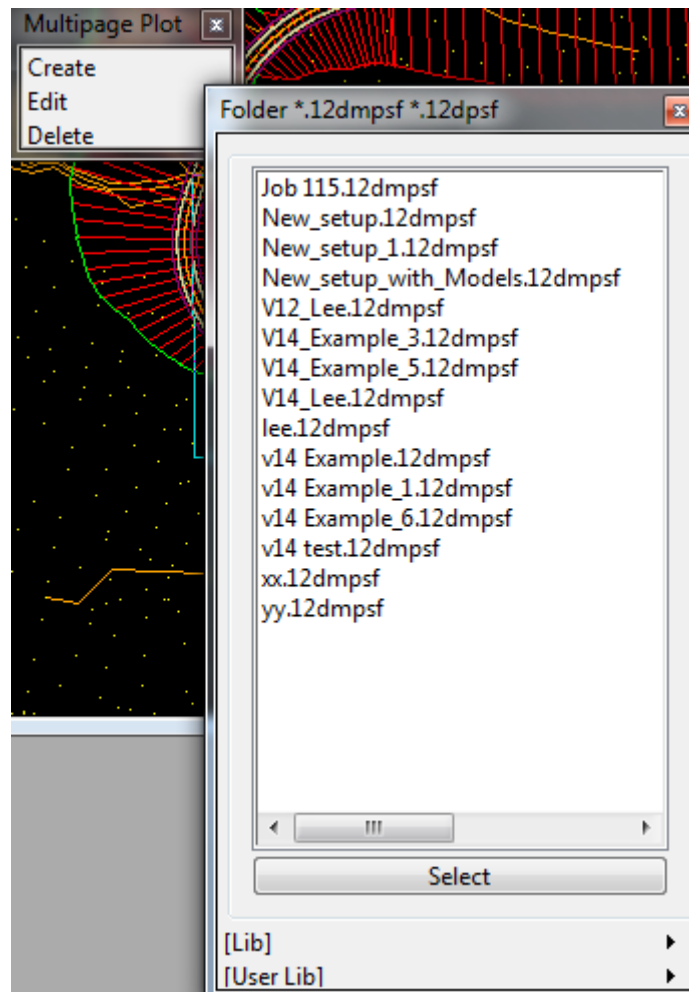 Multipage Plot
Create
Edit
Delete
Folder *.12dmpsf *.12dpsf
Job 115.12dmpsf
New_setup.12dmpsf
New_setup_1.12dmpsf
New_setup_with_Models.12dmpsf
V12_Lee.12dmpsf
V14_Example_3.12dmpsf
V14_Example_5.12dmpsf
V14_Lee.12dmpsf
lee.12dmpsf
v14 Example.12dmpsf
v14 Example_1.12dmpsf
v14 Example_6.12dmpsf
v14 test.12dmpsf
xx.12dmpsf
yy.12dmpsf
Select
[Lib]
[User Lib]